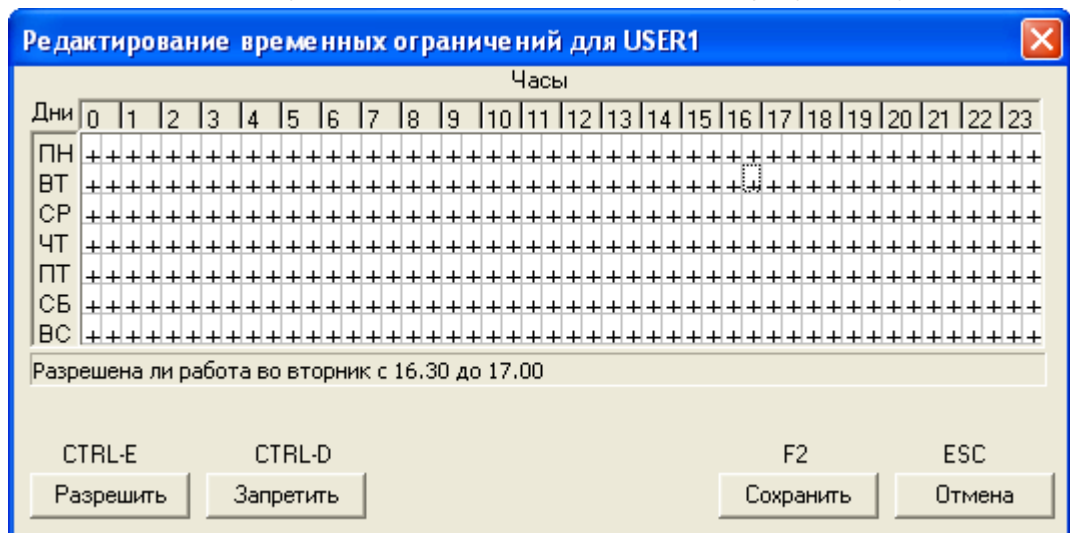 Редактирование временных ограничений для USER1
Часы
Дни 0 1 2 3 4 5 6 7 8 9 10 11 12 13 14 15 16 17 18 19 20 21 22 23
ПН ++++++++++++++++++++++++++++++++++++++++++++++++
ВТ ++++++++++++++++++++++++++++++++++++++++++++++++
СР ++++++++++++++++++++++++++++++++++++++++++++++++
ЧТ ++++++++++++++++++++++++++++++++++++++++++++++++
ПТ ++++++++++++++++++++++++++++++++++++++++++++++++
СБ ++++++++++++++++++++++++++++++++++++++++++++++++
ВС ++++++++++++++++++++++++++++++++++++++++++++++++
Разрешена ли работа во вторник с 16.30 до 17.00
CTRL-E CTRL-D F2 ESC
Разрешить Запретить Сохранить Отмена